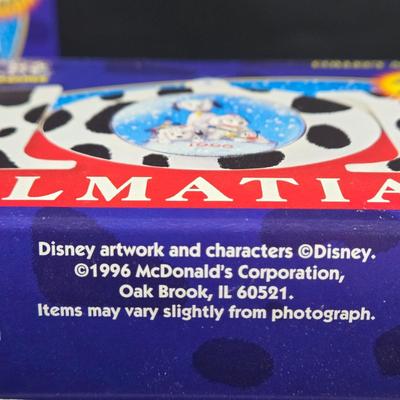 1996
LMATIA
Disney artwork and characters ©Disney.
©1996 McDonald's Corporation,
Oak Brook, IL 60521.
Items may vary slightly from photograph.